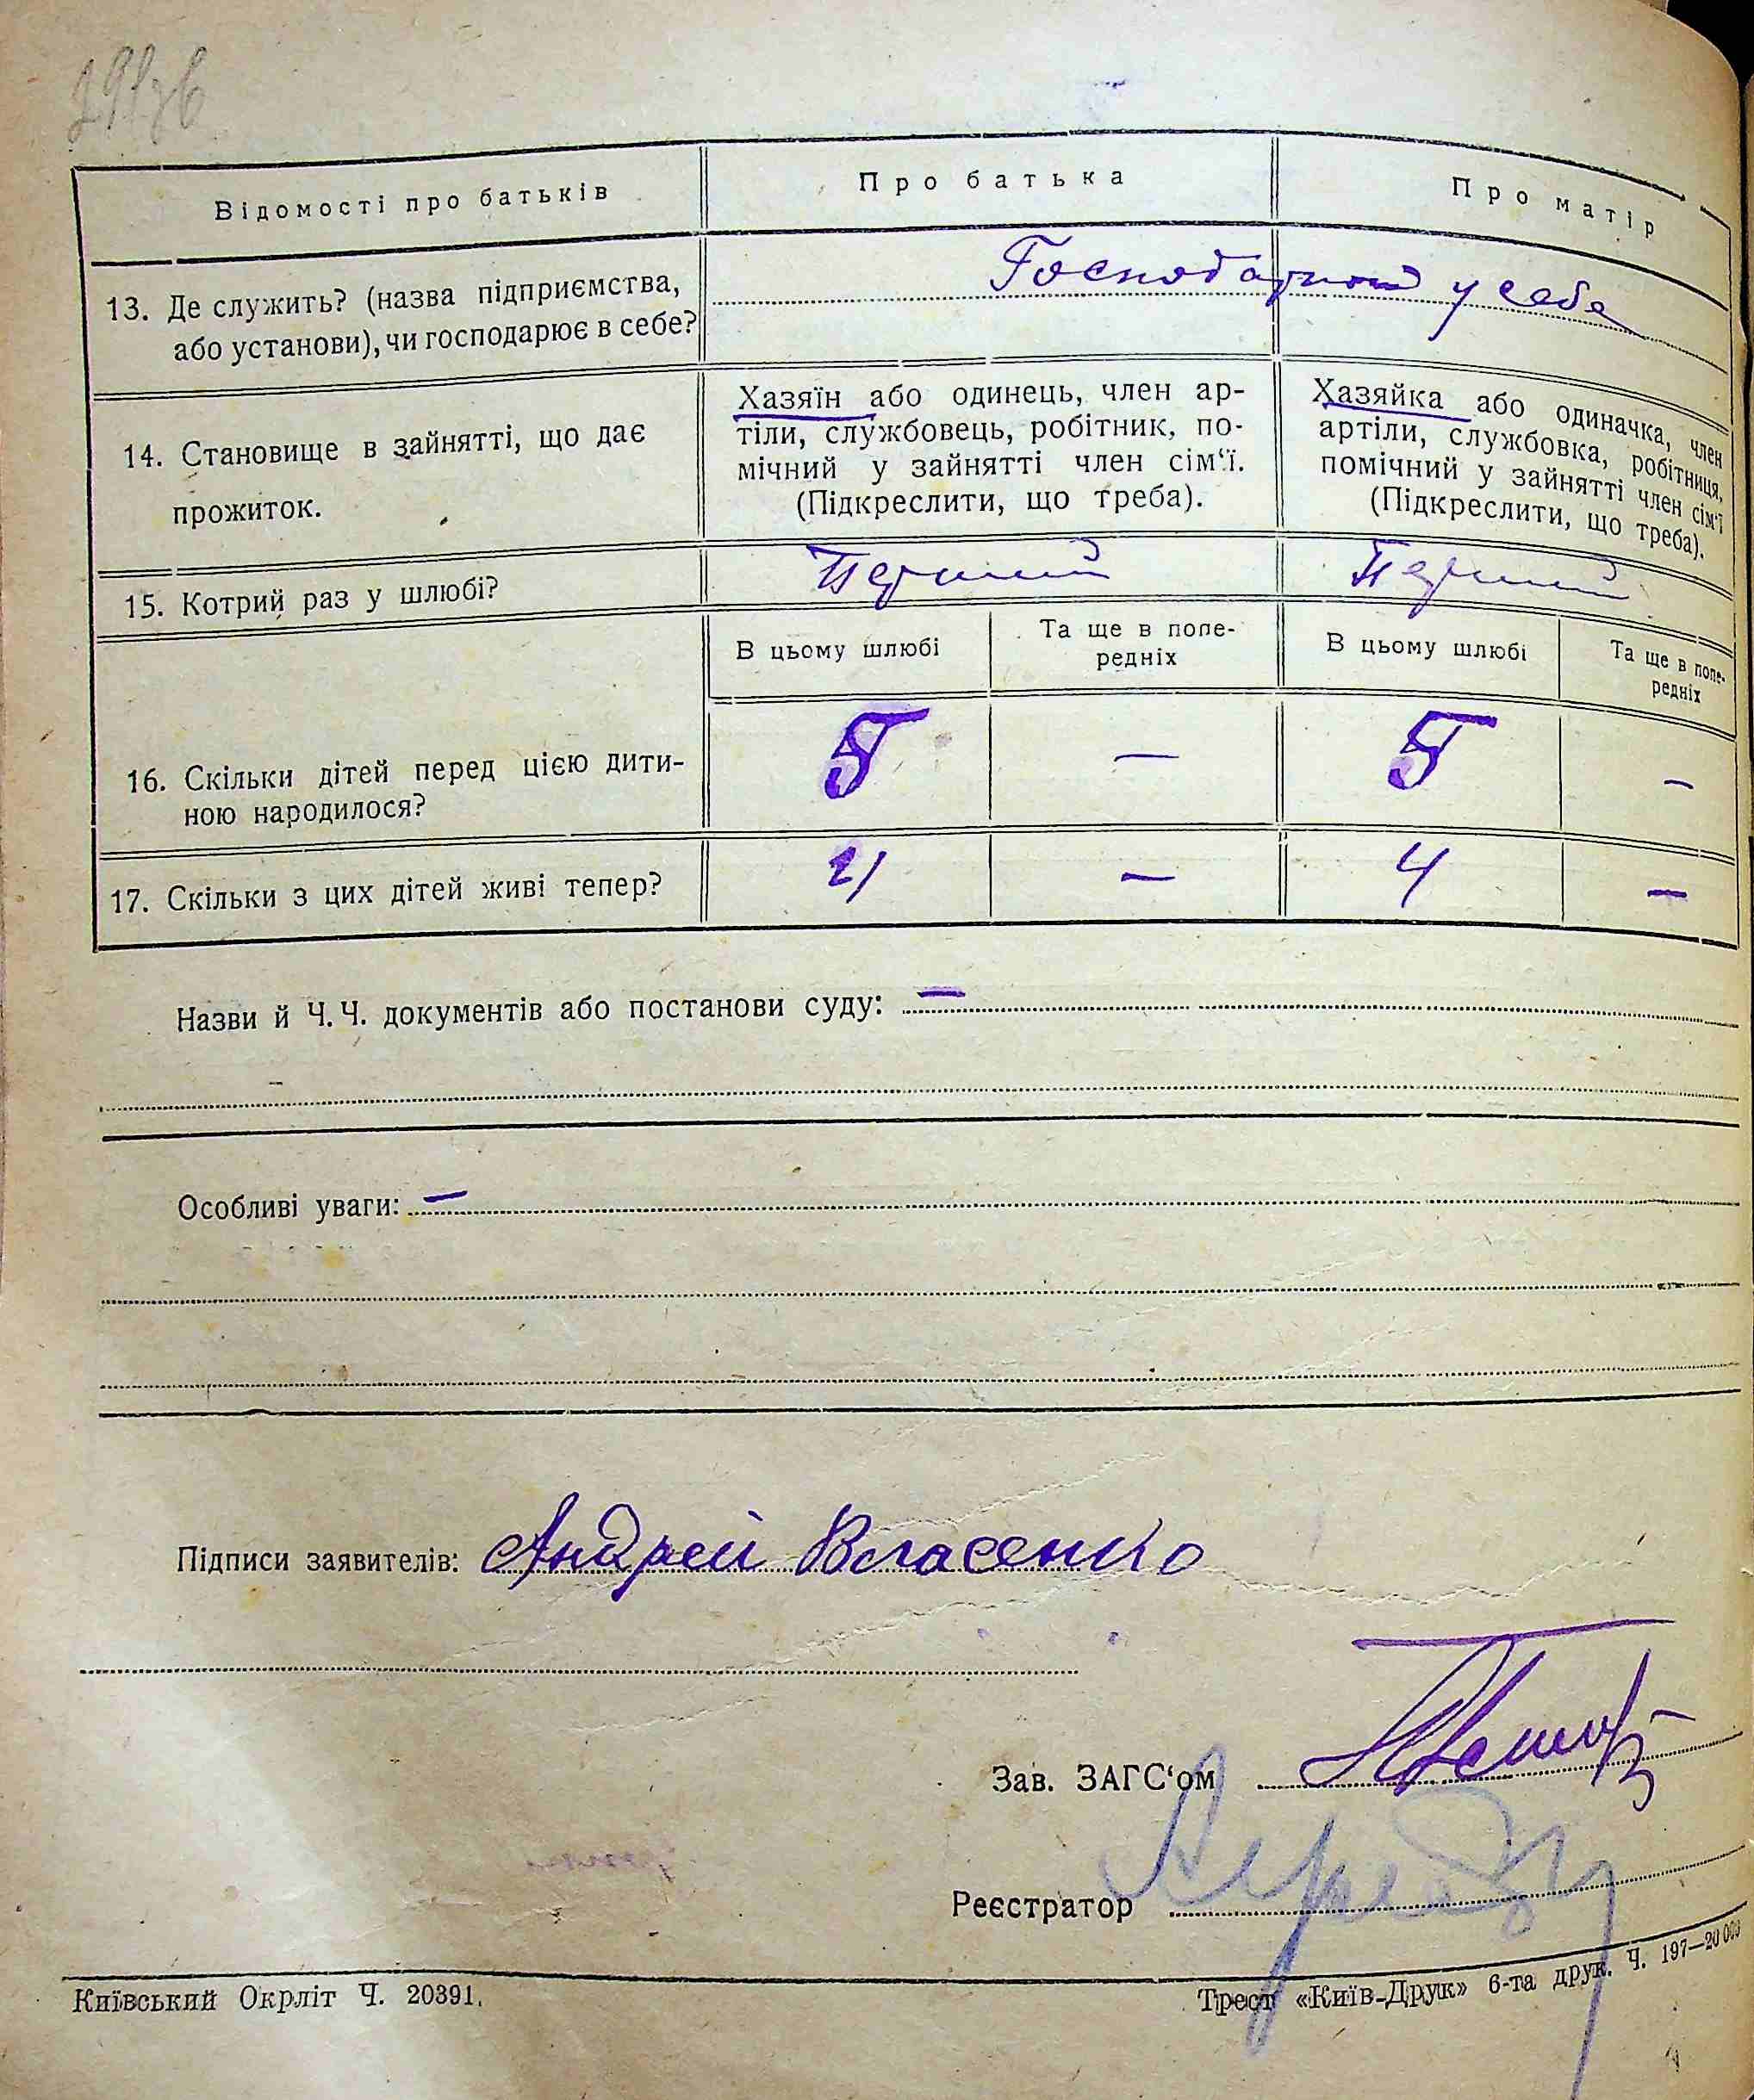 291зв
Відомості про батьків
Про батька
Про матір
13. Де служить? (назва підприємства,
або установи), чи господарює в себе?
Господарюют у себе
14. Становище в зайнятті, що дає
прожиток.
Хазяїн або одинець, член ар-
тіли, службовець, робітник, по-
мічний у зайнятті член сім‘ї.
(Підкреслити, що треба).
Хазяйка або одиначка, член
артіли, службовка, робітниця,
помічний у зайнятті член сім‘ї
(Підкреслити, що треба).
15. Котрий раз у шлюбі?
Перший
Перший
В цьому шлюбі
Та ще в попе-
редніх
В цьому шлюбі
Та ще в попе-
редніх
16. Скільки дітей перед цією дити-
ною народилося?
5
—
5
—
17. Скільки з цих дітей живі тепер?
4
—
4
—
Назви й Ч. Ч. документів або постанови суду: —
Особливі уваги: —
Підписи заявителів: Андрей Власенко
Зав. ЗАГС‘ом
Реєстратор
Київський Окрліт Ч. 20391.
Трест «Київ-Друк» 6-та друк. Ч. 197—20 000